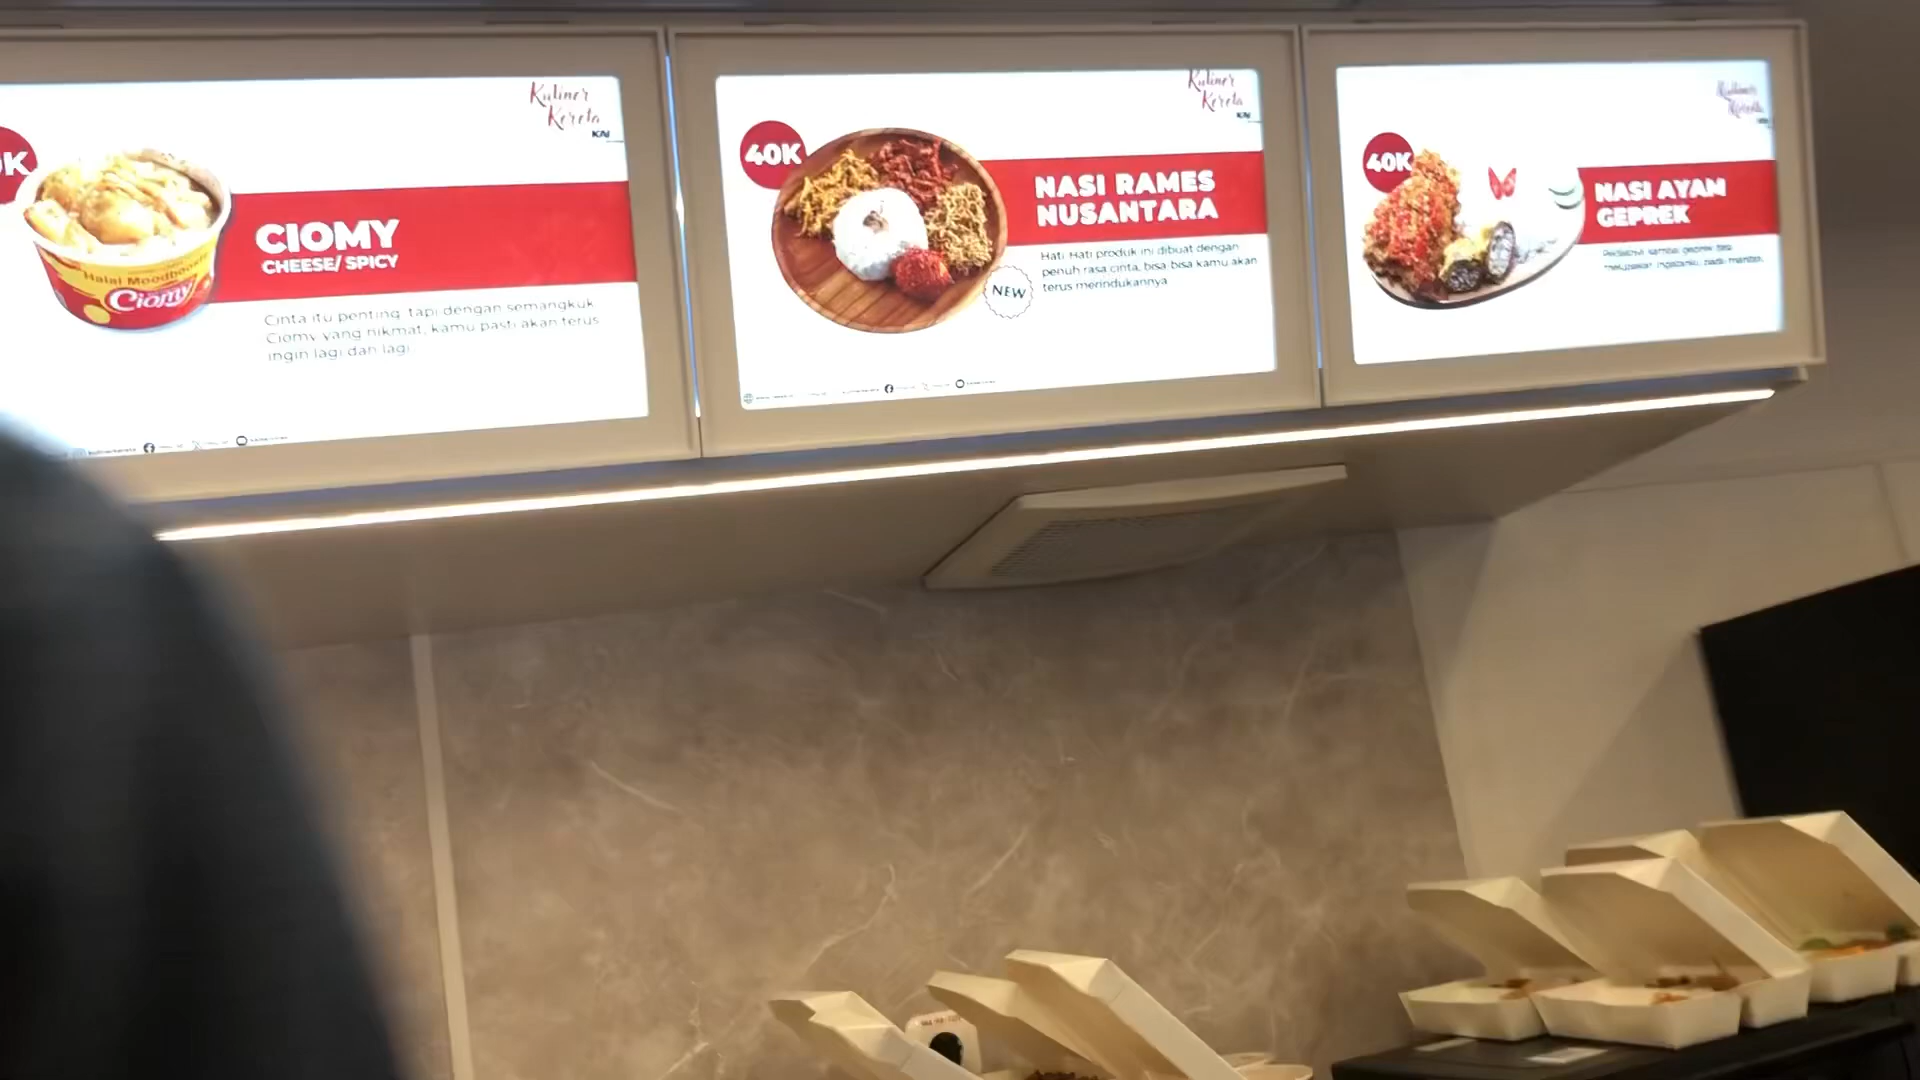 Kuliner
Kereta
KAI
CIOMY
CHEESE/ SPICY
Halal Moodbooster
Ciomy
Cinta itu penting, tapi dengan semangkuk
Ciomy yang nikmat, kamu pasti akan terus
ingin lagi dan lagi
kulinerkereta
Kuliner
Kereta
KAI
40K
NASI RAMES
NUSANTARA
Hati Hati produk ini dibuat dengan
penuh rasa cinta, bisa-bisa kamu akan
terus merindukannya
NEW
Kuliner
Kereta
40K
NASI AYAM
GEPREK